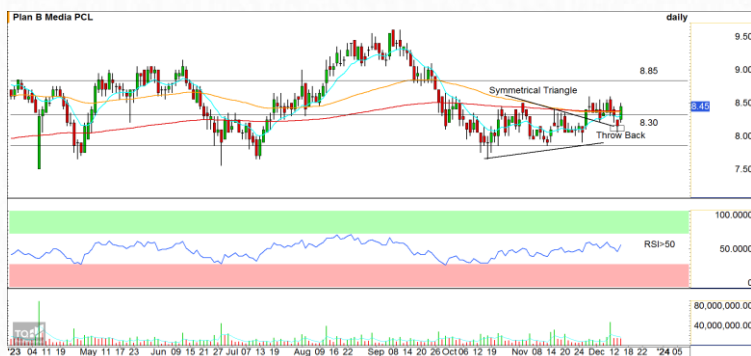 Plan B Media PCL daily
9.50
9.00
8.85
8.50
8.45
8.30
8.00
7.50
Symmetrical Triangle
Throw Back
100.0000
RSI>50
50.0000
0
80,000,000.00
40,000,000.00
'23 04 11 19 May 11 17 23 Jun 09 15 21 27 Jul 07 13 19 Aug 09 16 22 28 Sep 08 14 20 26 Oct 06 12 19 Nov 08 14 20 24 Dec 12 18 22 '24 05